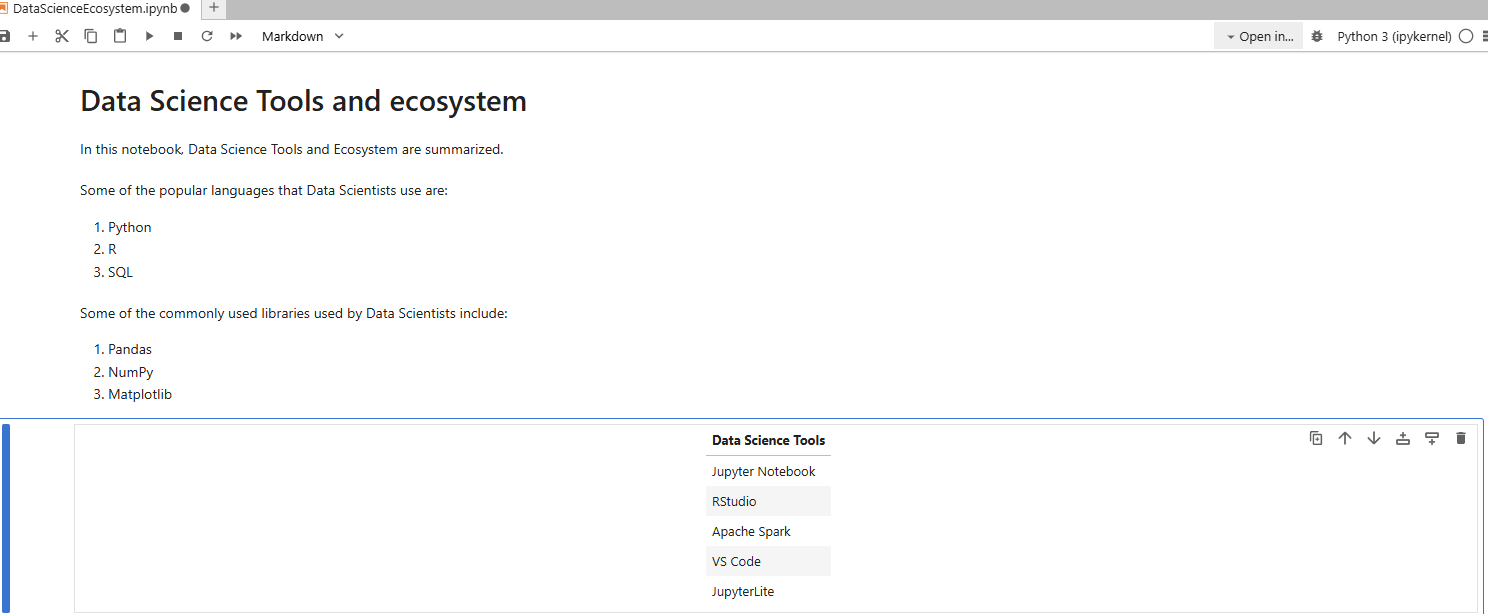 DataScienceEcosystem.ipynb
Markdown
Open in...
Python 3 (ipykernel)
Data Science Tools and ecosystem
In this notebook, Data Science Tools and Ecosystem are summarized.
Some of the popular languages that Data Scientists use are:
1. Python
2. R
3. SQL
Some of the commonly used libraries used by Data Scientists include:
1. Pandas
2. NumPy
3. Matplotlib
Data Science Tools
Jupyter Notebook
RStudio
Apache Spark
VS Code
JupyterLite